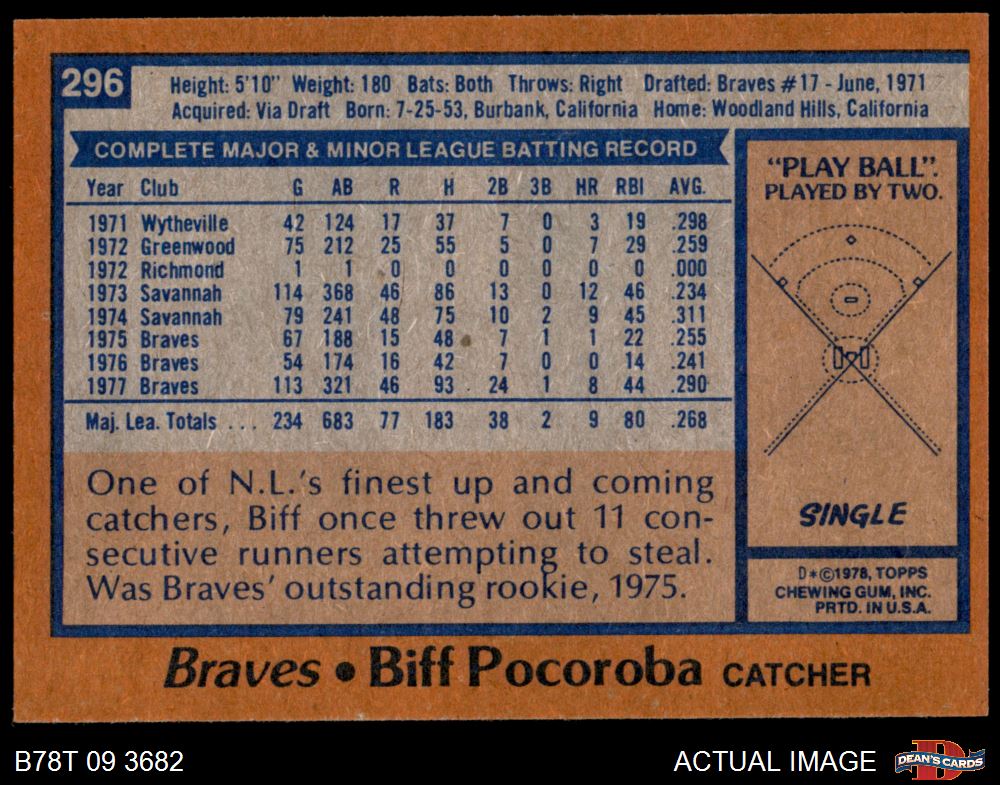 296
Height: 5'10" Weight: 180 Bats: Both Throws: Right Drafted: Braves #17 - June, 1971
Acquired: Via Draft Born: 7-25-53, Burbank, California Home: Woodland Hills, California
COMPLETE MAJOR & MINOR LEAGUE BATTING RECORD
Year Club G AB R H 2B 3B HR RBI AVG.
1971 Wytheville 42 124 17 37 7 0 3 19 .298
1972 Greenwood 75 212 25 55 5 0 7 29 .259
1972 Richmond 1 1 0 0 0 0 0 0 .000
1973 Savannah 114 368 46 86 13 0 12 46 .234
1974 Savannah 79 241 48 75 10 2 9 45 .311
1975 Braves 67 188 15 48 7 1 1 22 .255
1976 Braves 54 174 16 42 7 0 0 14 .241
1977 Braves 113 321 46 93 24 1 8 44 .290
Maj. Lea. Totals . . . 234 683 77 183 38 2 9 80 .268
One of N.L.'s finest up and coming
catchers, Biff once threw out 11 con-
secutive runners attempting to steal.
Was Braves' outstanding rookie, 1975.
"PLAY BALL".
PLAYED BY TWO.
SINGLE
D*©1978, TOPPS
CHEWING GUM, INC.
PRTD. IN U.S.A.
Braves • Biff Pocoroba CATCHER
B78T 09 3682
ACTUAL IMAGE
D
DEAN'S CARDS